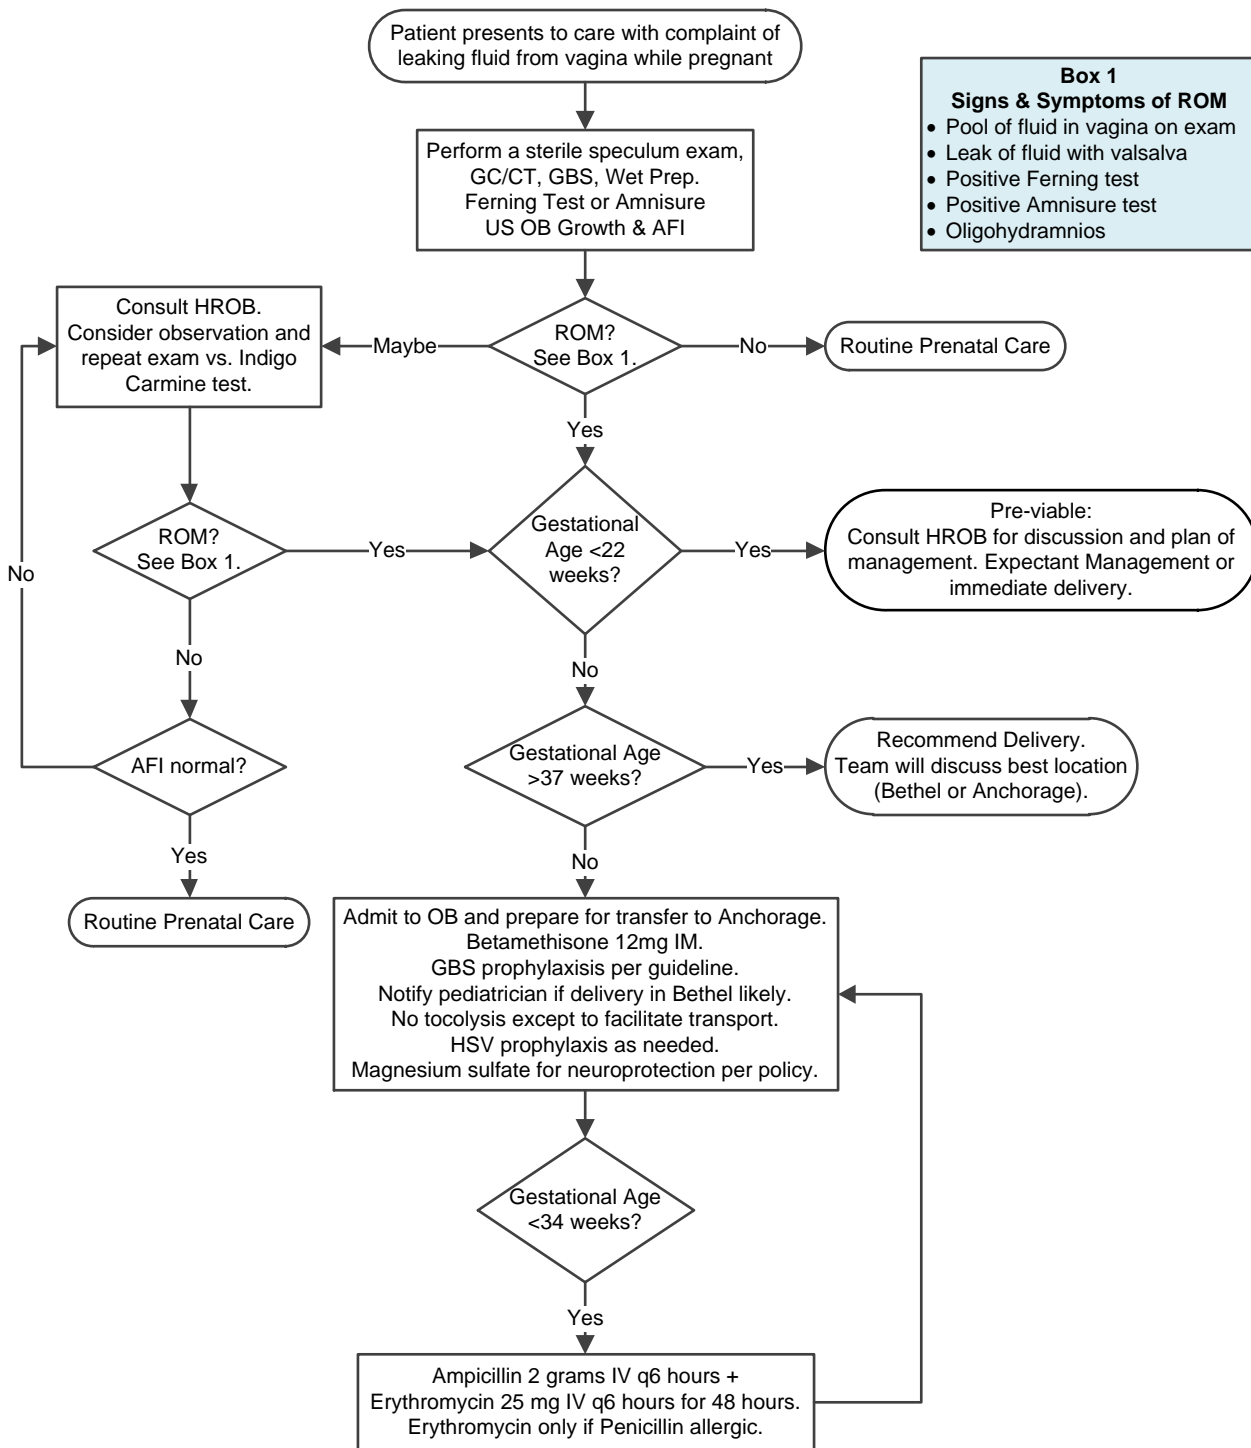 Patient presents to care with complaint of
leaking fluid from vagina while pregnant
Box 1
Signs & Symptoms of ROM
• Pool of fluid in vagina on exam
• Leak of fluid with valsalva
• Positive Ferning test
• Positive Amnisure test
• Oligohydramnios
Perform a sterile speculum exam,
GC/CT, GBS, Wet Prep.
Ferning Test or Amnisure
US OB Growth & AFI
Consult HROB.
Consider observation and
repeat exam vs. Indigo
Carmine test.
Maybe
ROM?
See Box 1.
No
Routine Prenatal Care
Yes
ROM?
See Box 1.
Yes
Gestational
Age <22
weeks?
Yes
Pre-viable:
Consult HROB for discussion and plan of
management. Expectant Management or
immediate delivery.
No
No
No
AFI normal?
Gestational Age
>37 weeks?
Yes
Recommend Delivery.
Team will discuss best location
(Bethel or Anchorage).
Yes
No
Routine Prenatal Care
Admit to OB and prepare for transfer to Anchorage.
Betamethisone 12mg IM.
GBS prophylaxisis per guideline.
Notify pediatrician if delivery in Bethel likely.
No tocolysis except to facilitate transport.
HSV prophylaxis as needed.
Magnesium sulfate for neuroprotection per policy.
Gestational Age
<34 weeks?
Yes
Ampicillin 2 grams IV q6 hours +
Erythromycin 25 mg IV q6 hours for 48 hours.
Erythromycin only if Penicillin allergic.